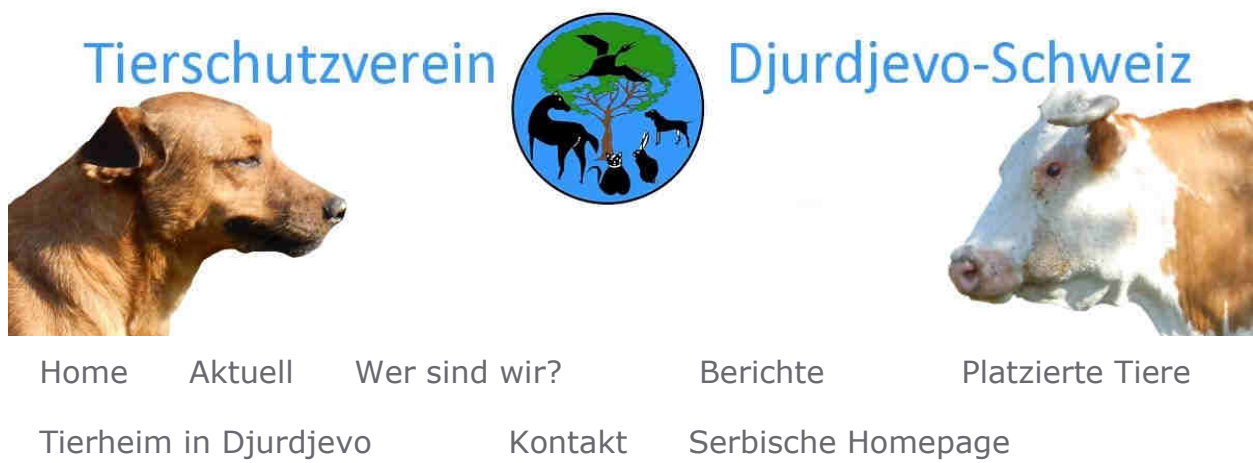 Tierschutzverein Djurdjevo-Schweiz
Home Aktuell Wer sind wir? Berichte Platzierte Tiere
Tierheim in Djurdjevo Kontakt Serbische Homepage